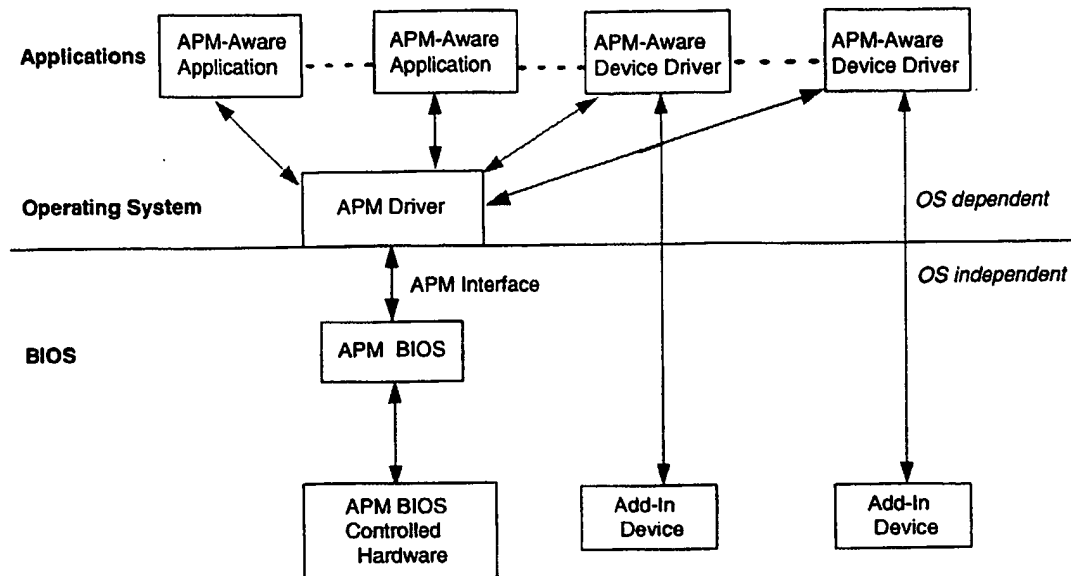 Applications
APM-Aware
Application
APM-Aware
Application
APM-Aware
Device Driver
APM-Aware
Device Driver
Operating System
APM Driver
OS dependent
APM Interface
OS independent
BIOS
APM BIOS
APM BIOS
Controlled
Hardware
Add-In
Device
Add-In
Device